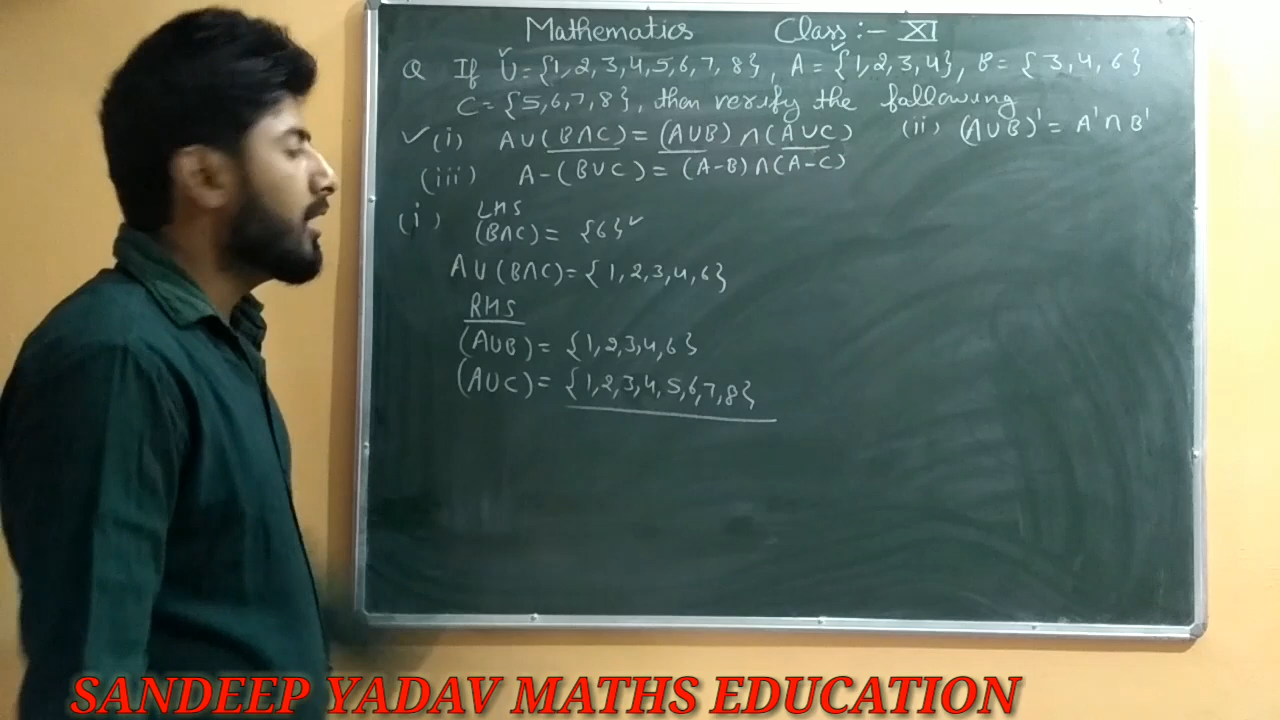 Mathematics Class :- XI
Q If U = {1,2,3,4,5,6,7,8}, A = {1,2,3,4}, B = {3,4,6}
C = {5,6,7,8}, then verify the following
✓(i) A∪(B∩C) = (A∪B)∩(A∪C) (ii) (A∪B)' = A'∩B'
(iii) A-(B∪C) = (A-B)∩(A-C)
(i) LHS
(B∩C) = {6}✓
A∪(B∩C) = {1,2,3,4,6}
RHS
(A∪B) = {1,2,3,4,6}
(A∪C) = {1,2,3,4,5,6,7,8}
SANDEEP YADAV MATHS EDUCATION